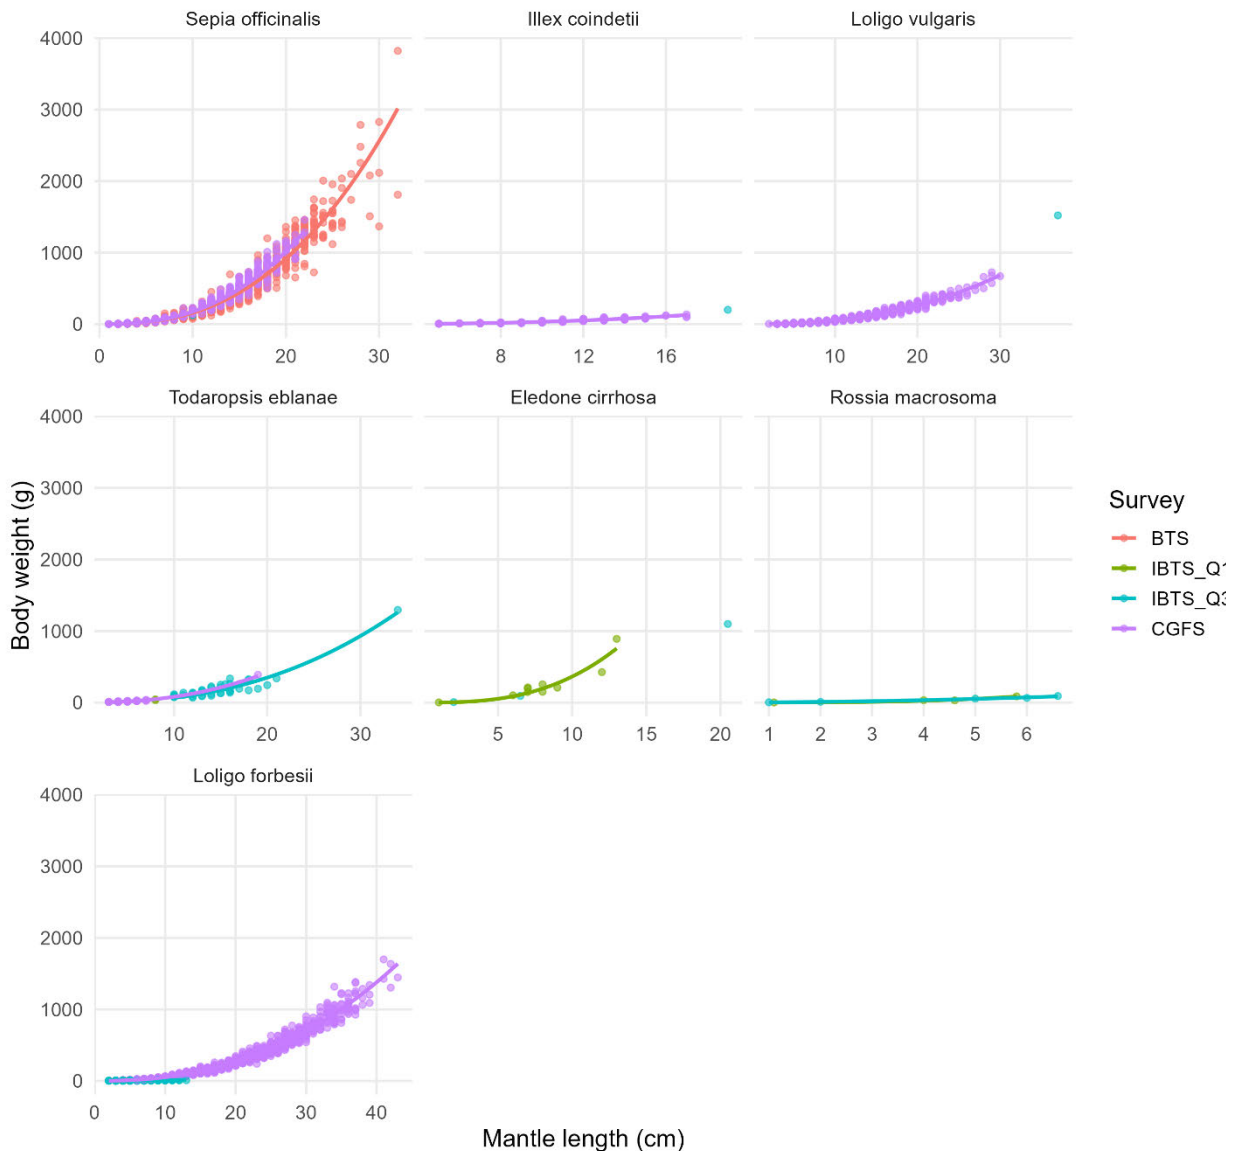 Sepia officinalis Illex coindetii Loligo vulgaris
4000
3000
2000
1000
0
0 10 20 30 8 12 16 10 20 30
Todaropsis eblanae Eledone cirrhosa Rossia macrosoma
4000
3000
2000
1000
0
10 20 5 10 15 20 1 2 3 4 5 6
Body weight (g)
Survey
BTS
IBTS_Q1
IBTS_Q3
CGFS
Loligo forbesii
4000
3000
2000
1000
0
0 10 20 30 40
Mantle length (cm)